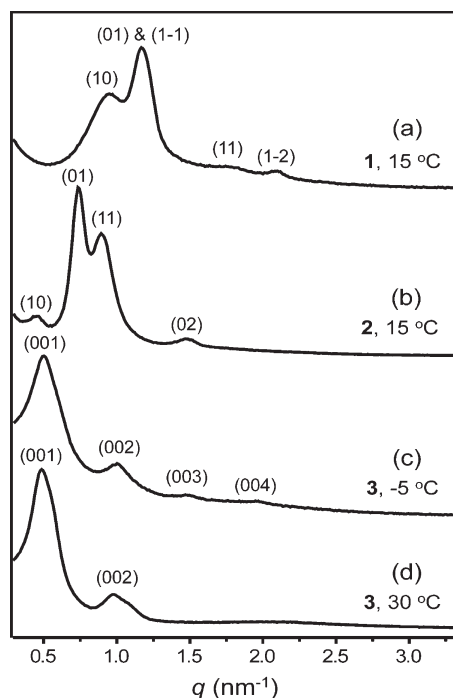 (01) & (1-1)
(10)
(a)
(11)
(1-2)
1, 15 °C
(01)
(11)
(b)
(10)
(02)
2, 15 °C
(001)
(002)
(c)
(003)
(004)
3, -5 °C
(001)
(d)
(002)
3, 30 °C
0.5 1.0 1.5 2.0 2.5 3.0
q (nm⁻¹)